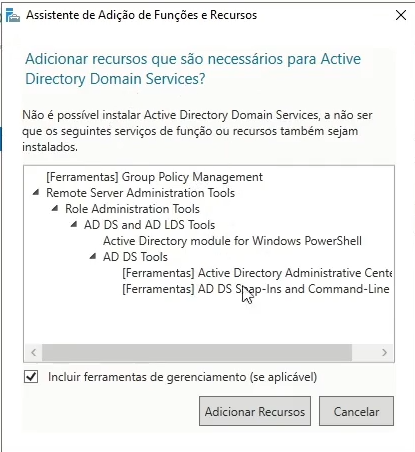 Assistente de Adição de Funções e Recursos
Adicionar recursos que são necessários para Active
Directory Domain Services?
Não é possível instalar Active Directory Domain Services, a não ser
que os seguintes serviços de função ou recursos também sejam
instalados.
[Ferramentas] Group Policy Management
Remote Server Administration Tools
Role Administration Tools
AD DS and AD LDS Tools
Active Directory module for Windows PowerShell
AD DS Tools
[Ferramentas] Active Directory Administrative Cente
[Ferramentas] AD DS Snap-Ins and Command-Line
Incluir ferramentas de gerenciamento (se aplicável)
Adicionar Recursos
Cancelar